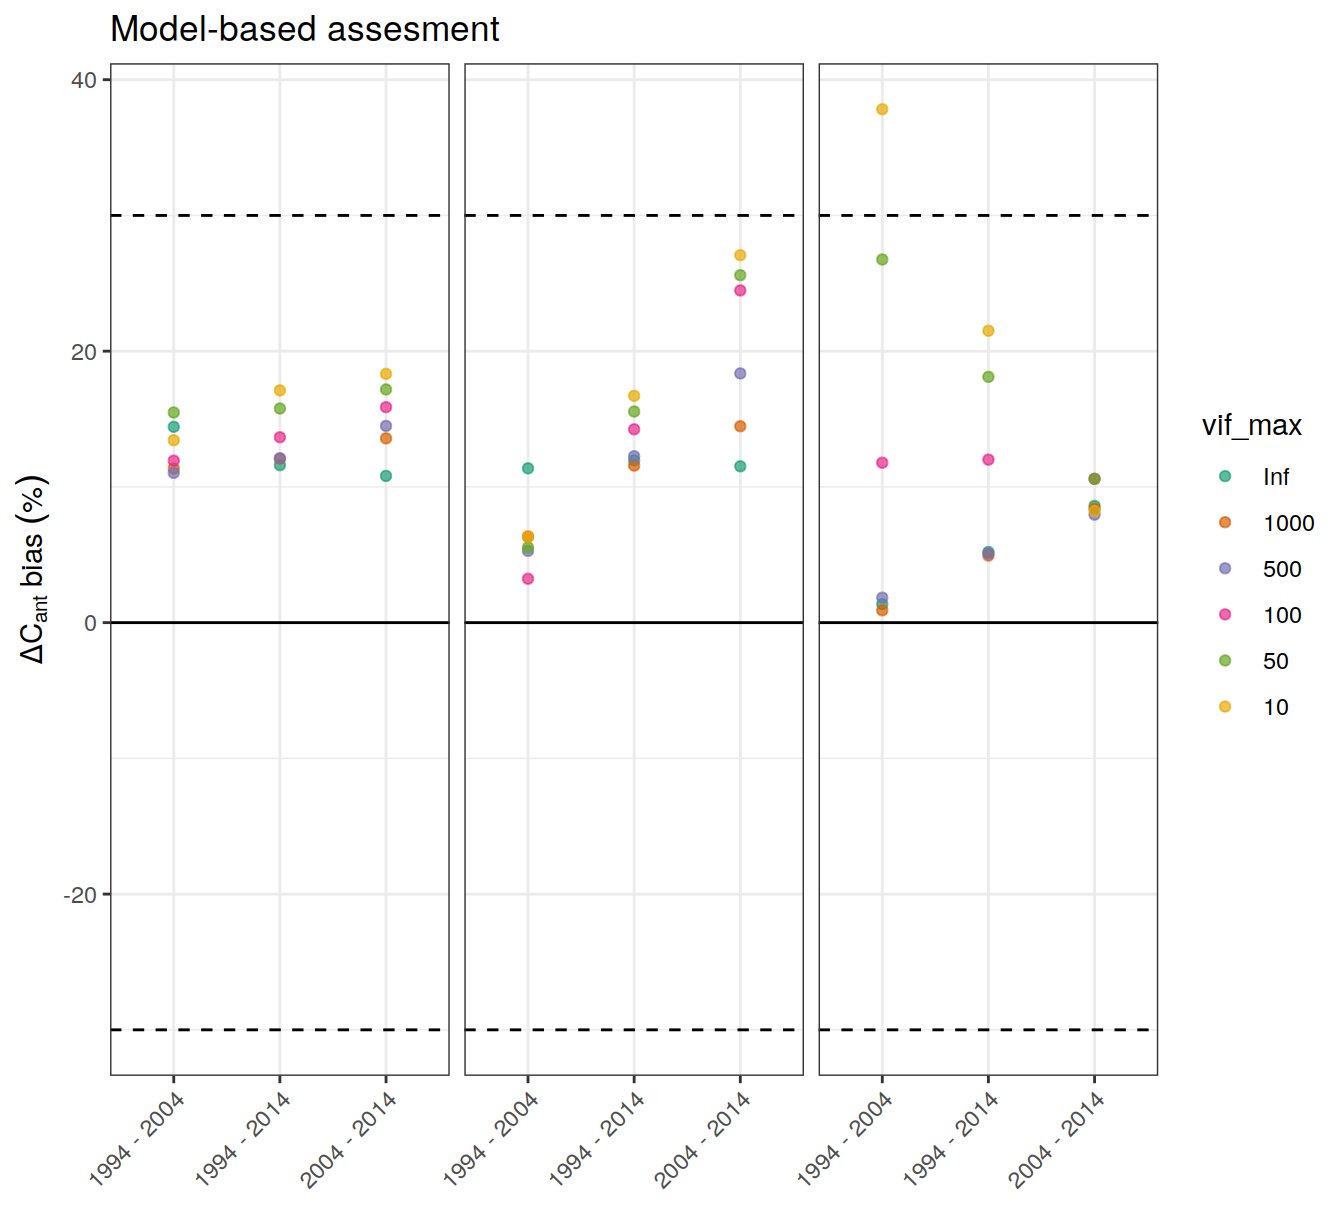 Model-based assesment
40
20
0
-20
ΔCant bias (%)
1994 - 2004
1994 - 2014
2004 - 2014
1994 - 2004
1994 - 2014
2004 - 2014
1994 - 2004
1994 - 2014
2004 - 2014
vif_max
Inf
1000
500
100
50
10